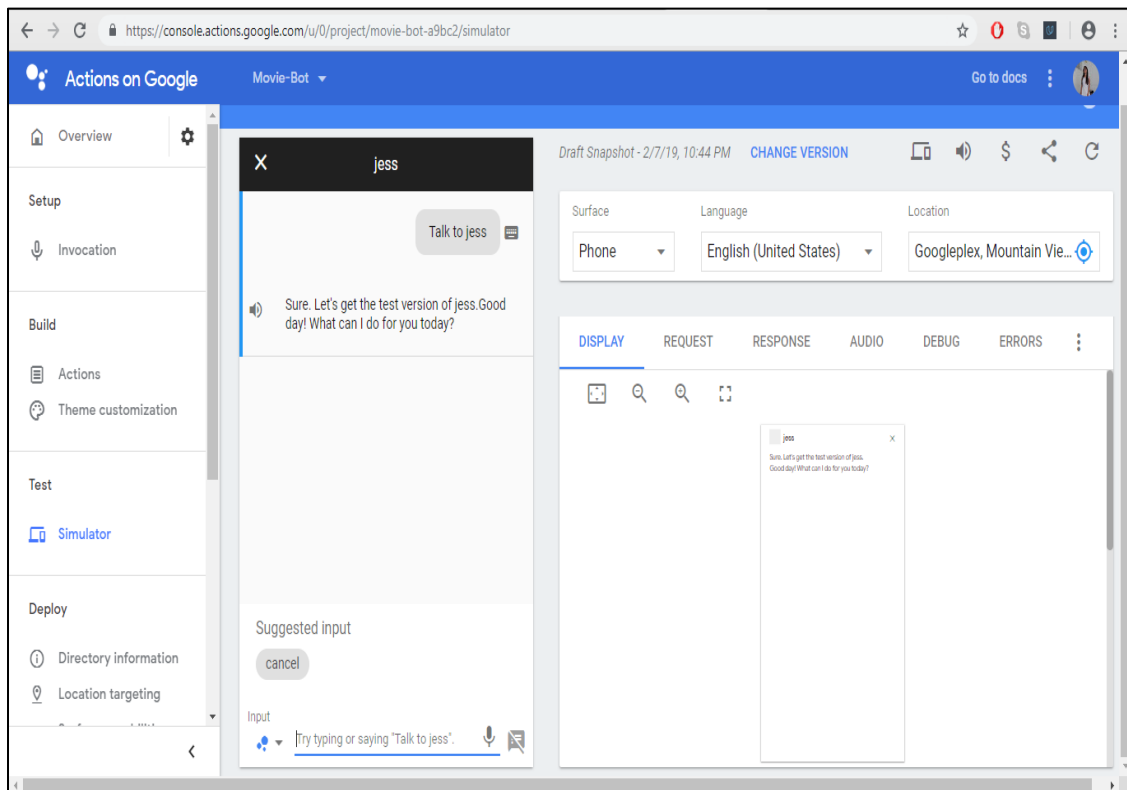 https://console.actions.google.com/u/0/project/movie-bot-a9bc2/simulator
Actions on Google
Movie-Bot
Go to docs
Overview
Setup
Invocation
Build
Actions
Theme customization
Test
Simulator
Deploy
Directory information
Location targeting
X
jess
Talk to jess
Sure. Let's get the test version of jess.Good
day! What can I do for you today?
Suggested input
cancel
Input
Try typing or saying "Talk to jess".
Draft Snapshot - 2/7/19, 10:44 PM
CHANGE VERSION
Surface
Language
Location
Phone
English (United States)
Googleplex, Mountain Vie...
DISPLAY
REQUEST
RESPONSE
AUDIO
DEBUG
ERRORS
jess
X
Sure. Let's get the test version of jess.
Good day! What can I do for you today?